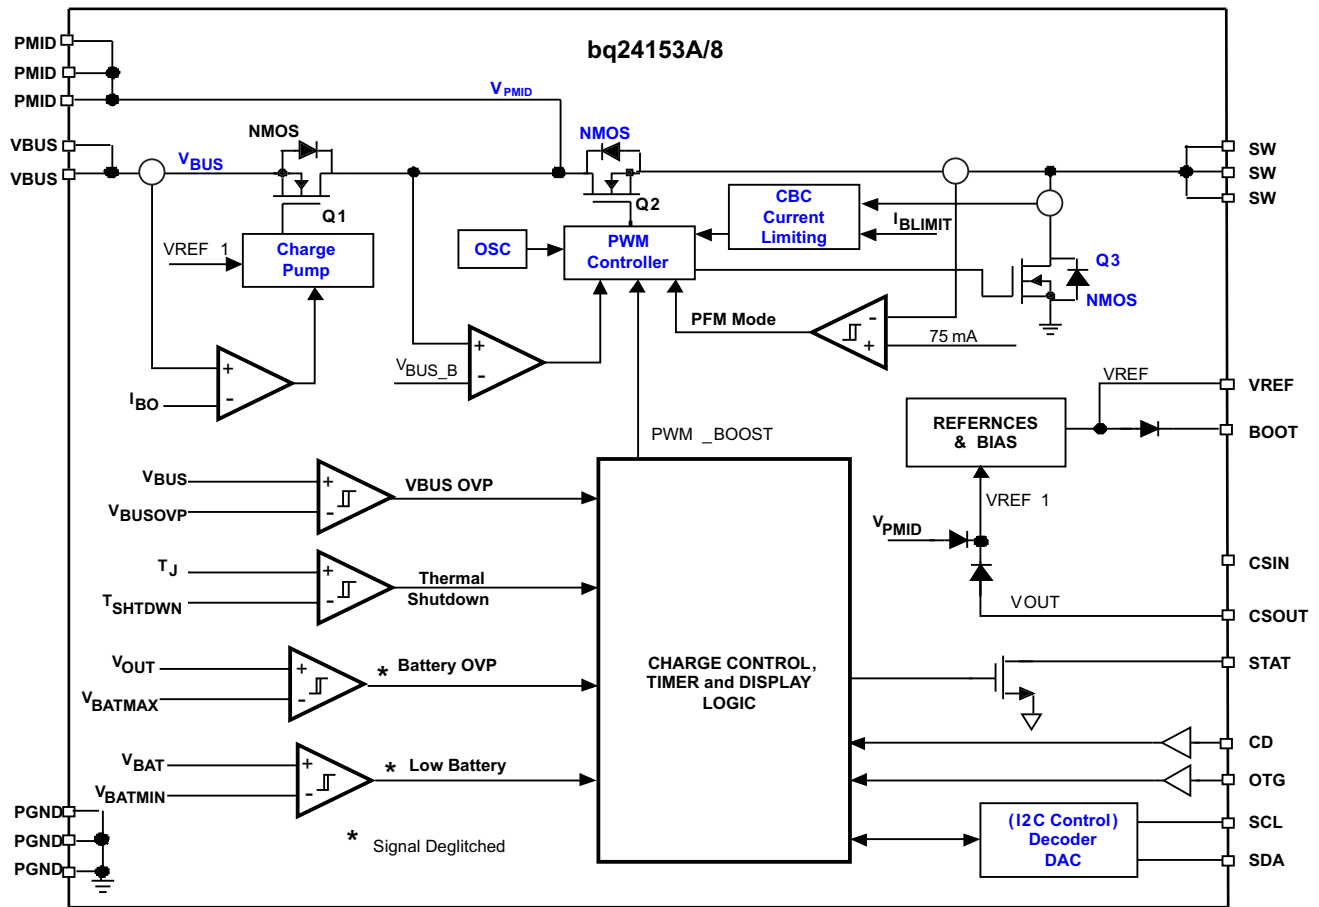 bq24153A/8
PMID
PMID
PMID
VBUS
VBUS
VPMID
NMOS
VBUS
Q1
NMOS
Q2
SW
SW
SW
CBC
Current
Limiting
IBLIMIT
OSC
PWM
Controller
VREF 1
Charge
Pump
Q3
NMOS
PFM Mode
-
+
75 mA
+
-
IBO
+
-
VBUS_B
PWM _BOOST
VREF
VREF
BOOT
REFERNCES
& BIAS
VREF 1
VPMID
VOUT
CSIN
CSOUT
STAT
VBUS
VBUSOVP
+
-
VBUS OVP
TJ
TSHTDWN
+
-
Thermal
Shutdown
VOUT
VBATMAX
+
-
* Battery OVP
VBAT
VBATMIN
+
-
* Low Battery
* Signal Deglitched
CHARGE CONTROL,
TIMER and DISPLAY
LOGIC
CD
OTG
(I2C Control)
Decoder
DAC
SCL
SDA
PGND
PGND
PGND